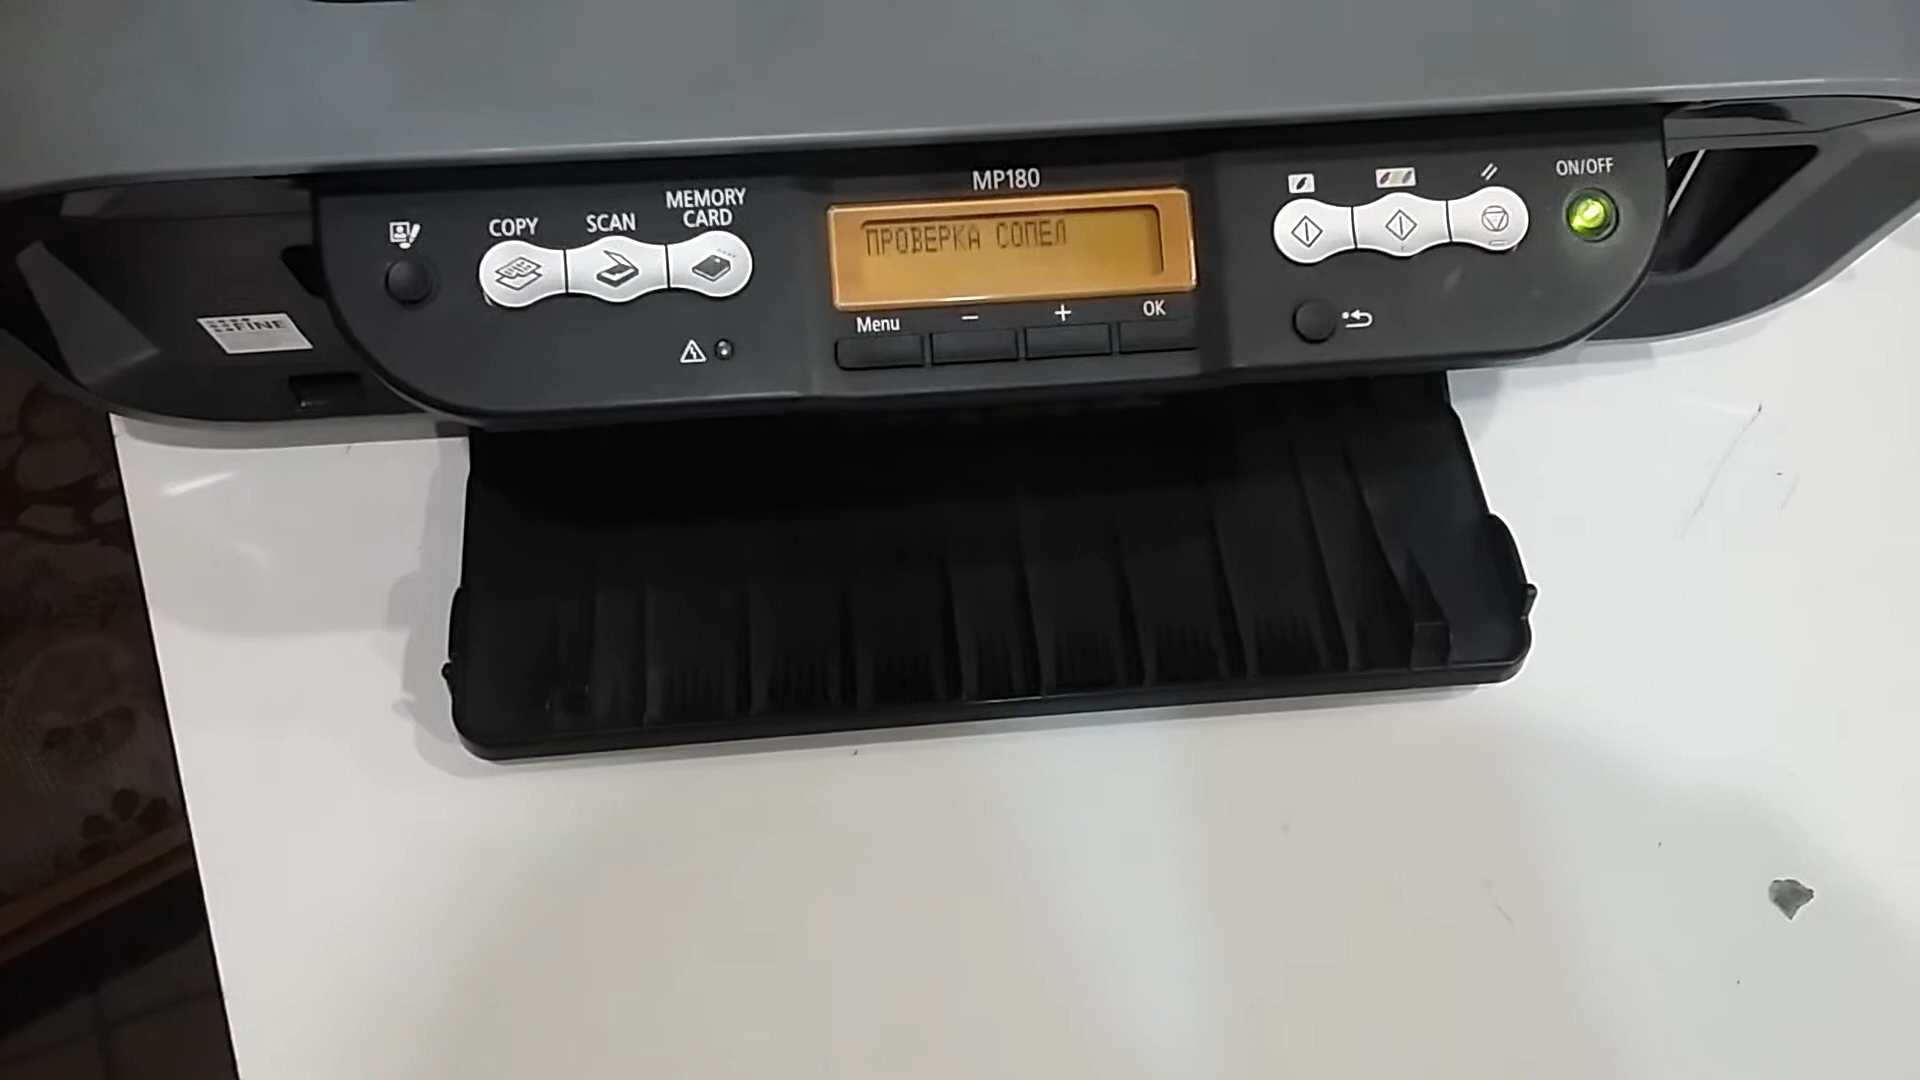 MP180
ON/OFF
MEMORY
CARD
COPY
SCAN
ПРОВЕРКА СОПЕЛ
FINE
Menu
−
+
OK